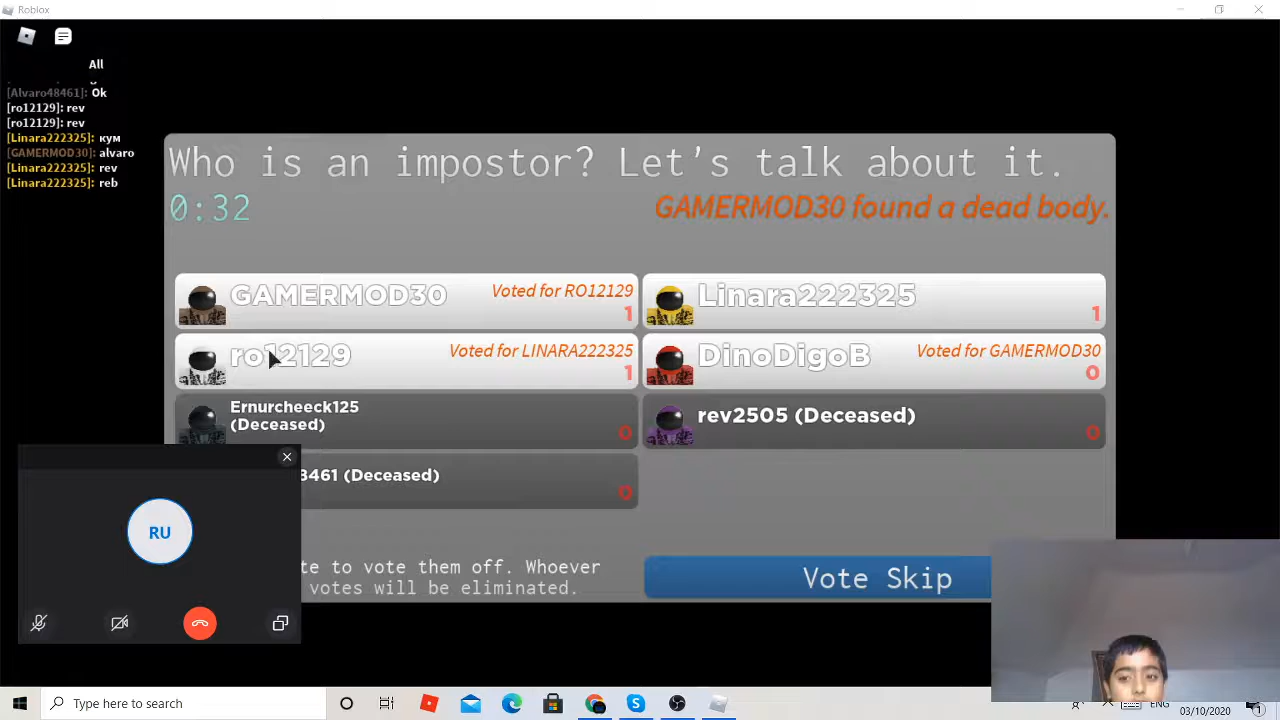 Roblox
All
[Alvaro48461]: Ok
[ro12129]: rev
[ro12129]: rev
[Linara222325]: кум
[GAMERMOD30]: alvaro
[Linara222325]: rev
[Linara222325]: reb
Who is an impostor? Let's talk about it.
0:32
GAMERMOD30 found a dead body.
GAMERMOD30
Voted for RO12129
1
Linara222325
1
ro12129
Voted for LINARA222325
1
DinoDigoB
Voted for GAMERMOD30
0
Ernurcheeck125
(Deceased)
0
rev2505 (Deceased)
0
8461 (Deceased)
0
te to vote them off. Whoever
votes will be eliminated.
Vote Skip
RU
Type here to search
03/10/2020
1